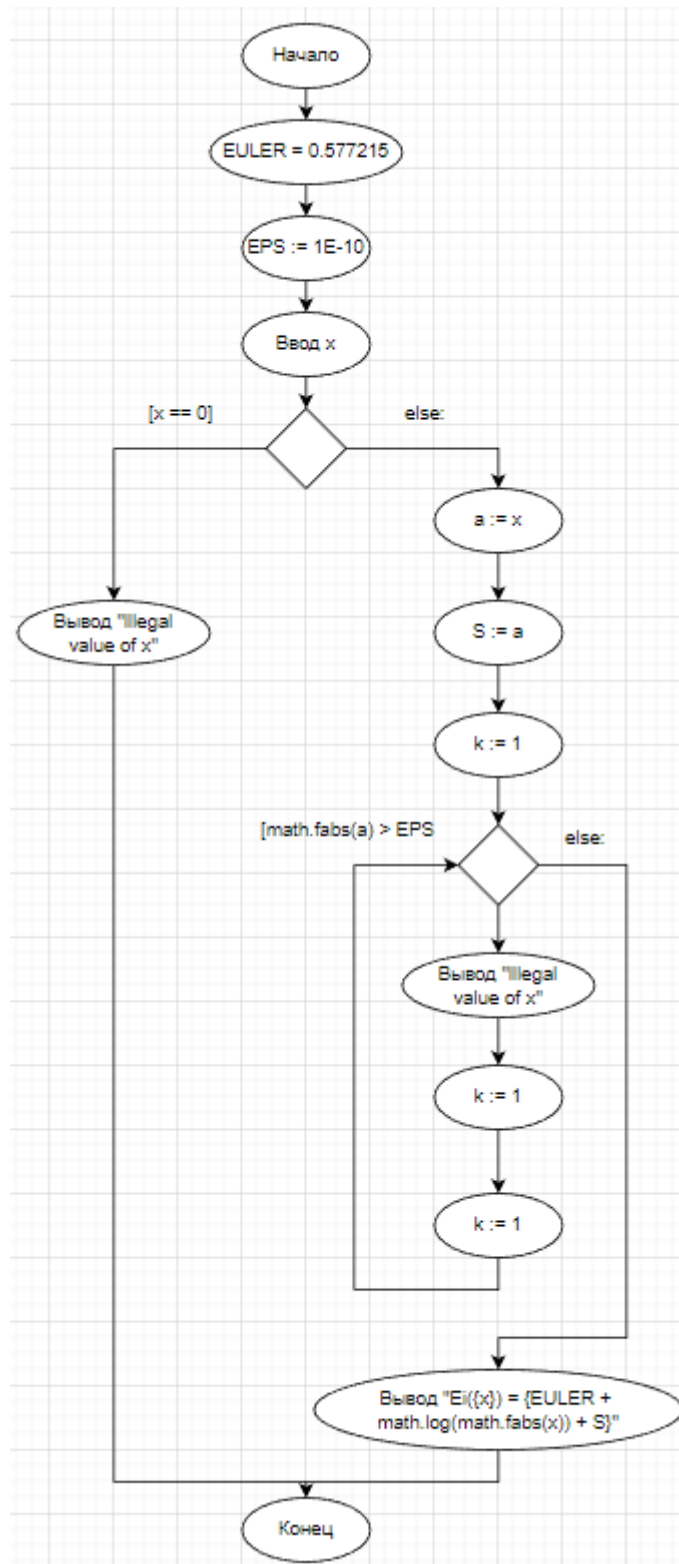 Начало
EULER = 0.577215
EPS := 1E-10
Ввод x
[x == 0]
else:
a := x
Вывод "Illegal
value of x"
S := a
k := 1
[math.fabs(a) > EPS
else:
Вывод "Illegal
value of x"
k := 1
k := 1
Вывод "Ei({x}) = {EULER +
math.log(math.fabs(x)) + S}"
Конец